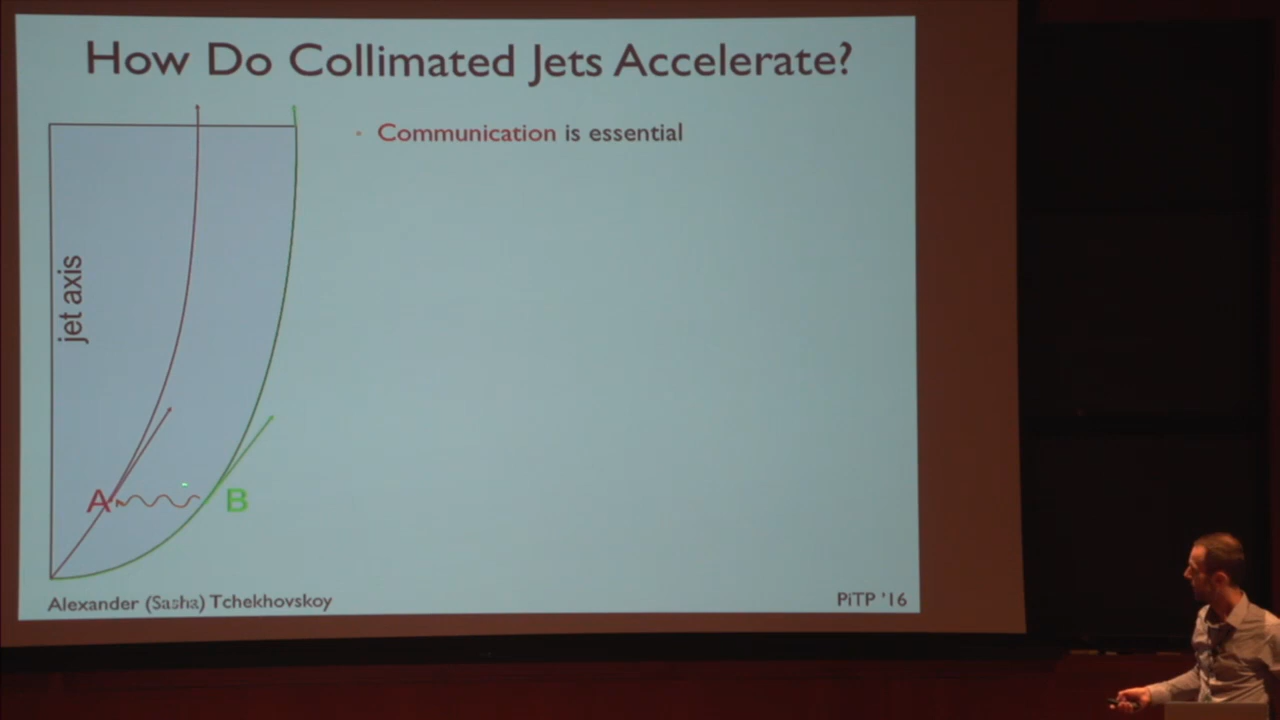 How Do Collimated Jets Accelerate?
• Communication is essential
jet axis
A
B
Alexander (Sasha) Tchekhovskoy
PiTP '16